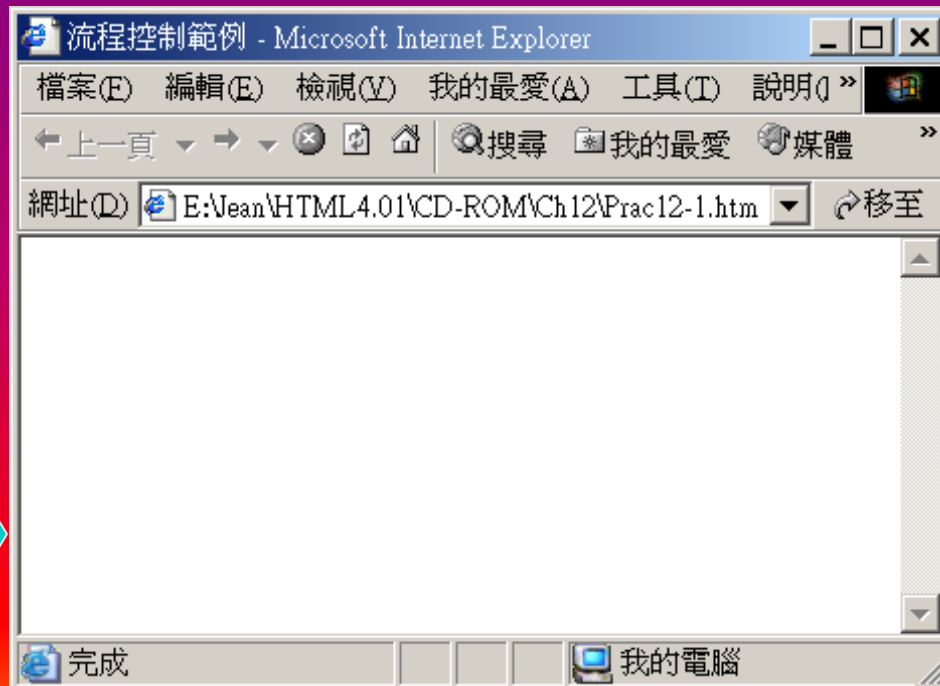 流程控制範例 - Microsoft Internet Explorer
檔案(F) 編輯(E) 檢視(V) 我的最愛(A) 工具(T) 說明( »
上一頁 搜尋 我的最愛 媒體 »
網址(D) E:\Jean\HTML4.01\CD-ROM\Ch12\Prac12-1.htm 移至
完成 我的電腦